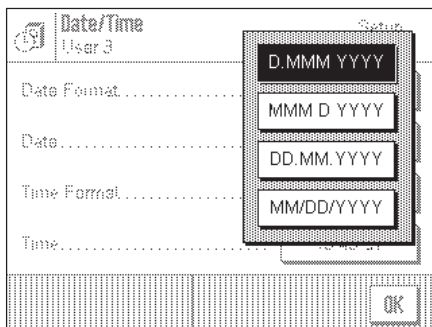 Date/Time
User 3
Setup
D.MMM YYYY
MMM D YYYY
DD.MM.YYYY
MM/DD/YYYY
Date Format
Date
Time Format
Time
OK